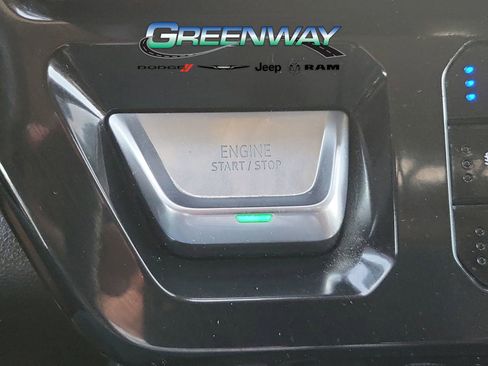 GREENWAY
DODGE Jeep RAM
ENGINE
START / STOP